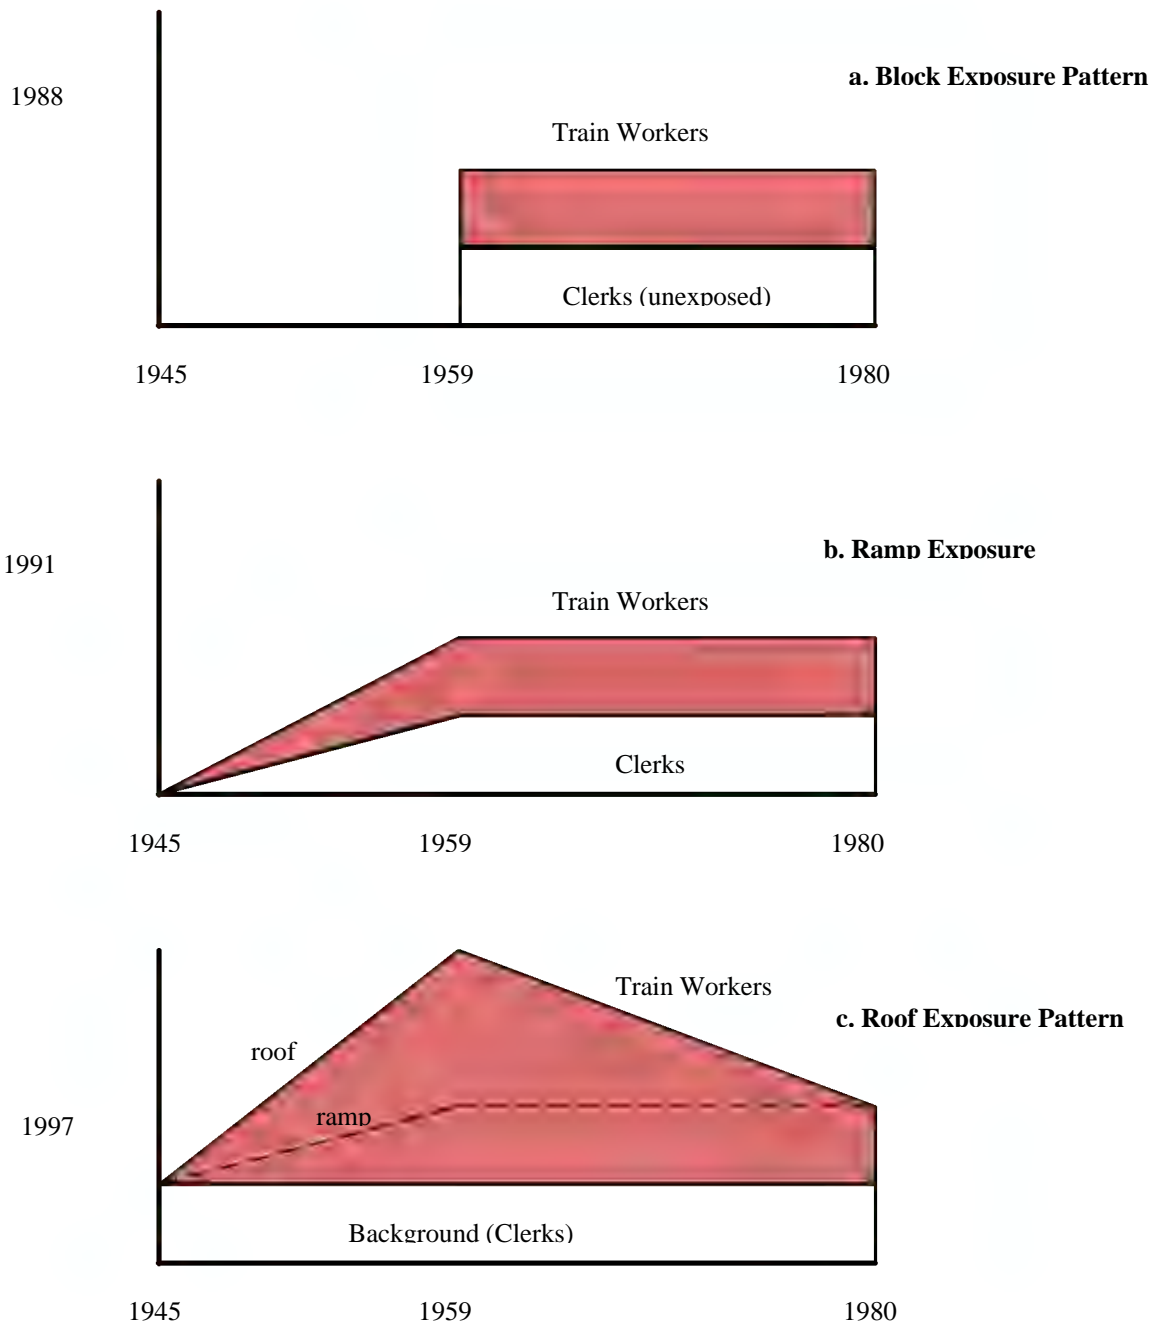 a. Block Exposure Pattern
1988
Train Workers
Clerks (unexposed)
1945 1959 1980
b. Ramp Exposure
1991
Train Workers
Clerks
1945 1959 1980
Train Workers
c. Roof Exposure Pattern
roof
ramp
1997
Background (Clerks)
1945 1959 1980